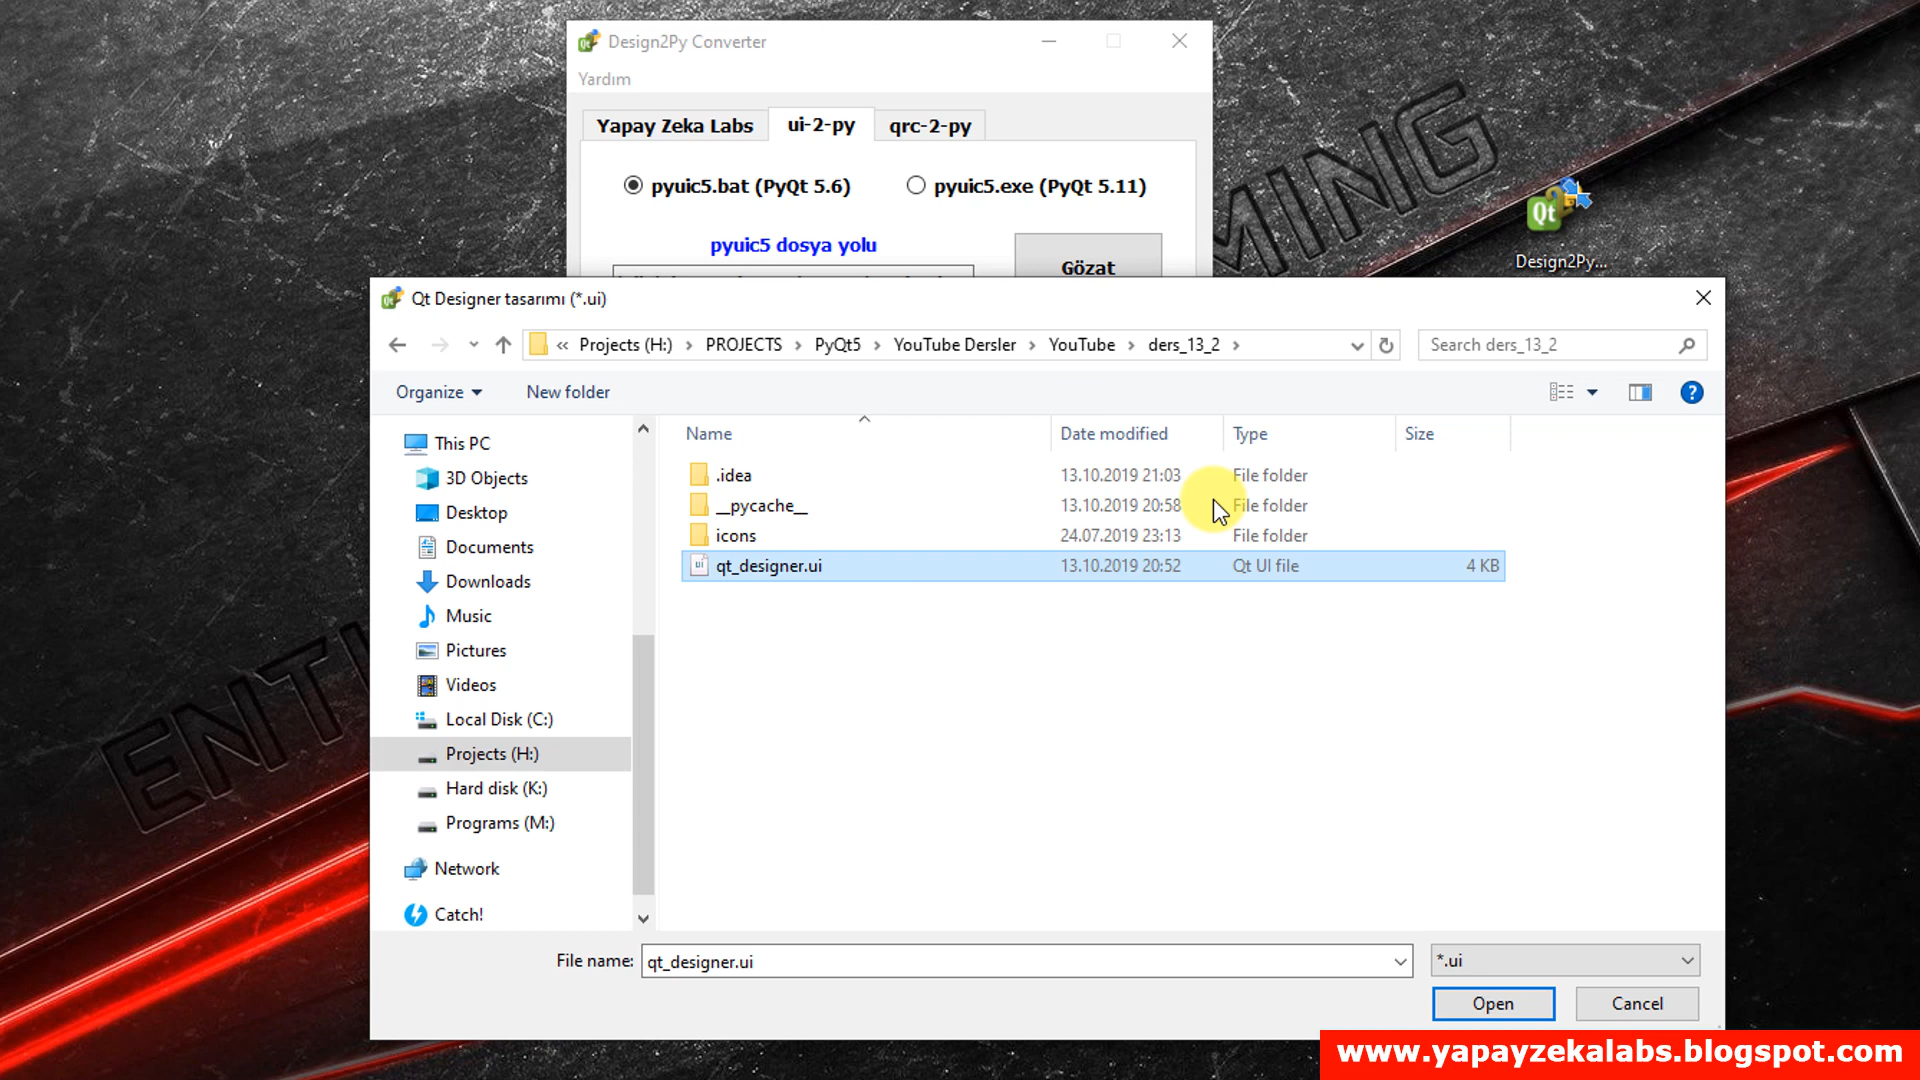 Design2Py Converter
Yardım
Yapay Zeka Labs ui-2-py qrc-2-py
pyuic5.bat (PyQt 5.6) pyuic5.exe (PyQt 5.11)
pyuic5 dosya yolu
Gözat
Qt
Design2Py...
Qt Designer tasarımı (*.ui)
« Projects (H:) › PROJECTS › PyQt5 › YouTube Dersler › YouTube › ders_13_2 ›
Search ders_13_2
Organize New folder
Name Date modified Type Size
.idea 13.10.2019 21:03 File folder
__pycache__ 13.10.2019 20:58 File folder
icons 24.07.2019 23:13 File folder
qt_designer.ui 13.10.2019 20:52 Qt UI file 4 KB
This PC
3D Objects
Desktop
Documents
Downloads
Music
Pictures
Videos
Local Disk (C:)
Projects (H:)
Hard disk (K:)
Programs (M:)
Network
Catch!
File name: qt_designer.ui *.ui
Open Cancel
www.yapayzekalabs.blogspot.com